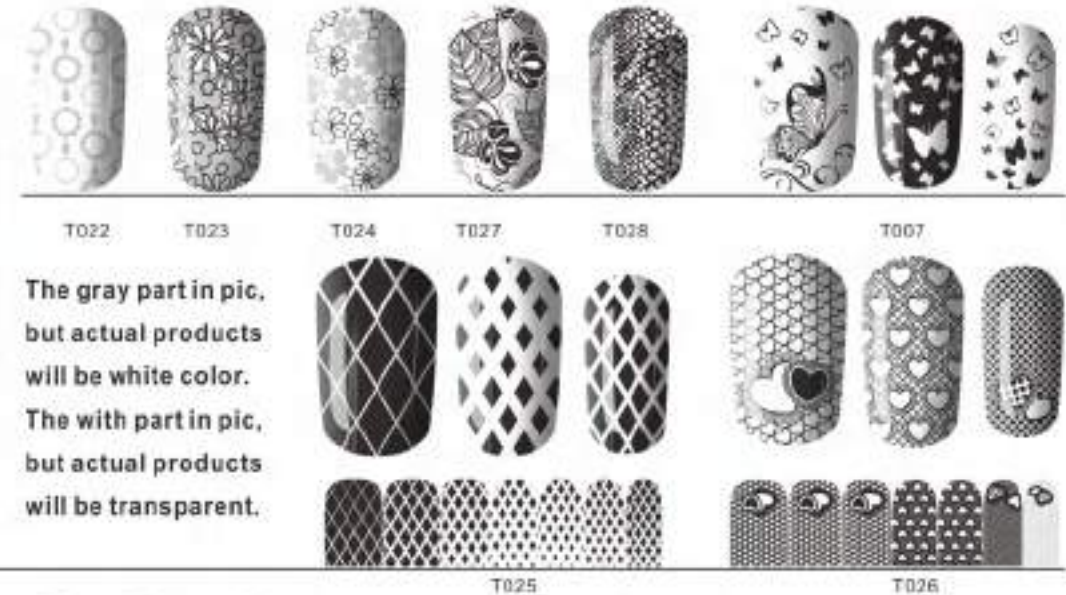 T022 T023 T024 T027 T028 T007
The gray part in pic,
but actual products
will be white color.
The with part in pic,
but actual products
will be transparent.
T025 T026